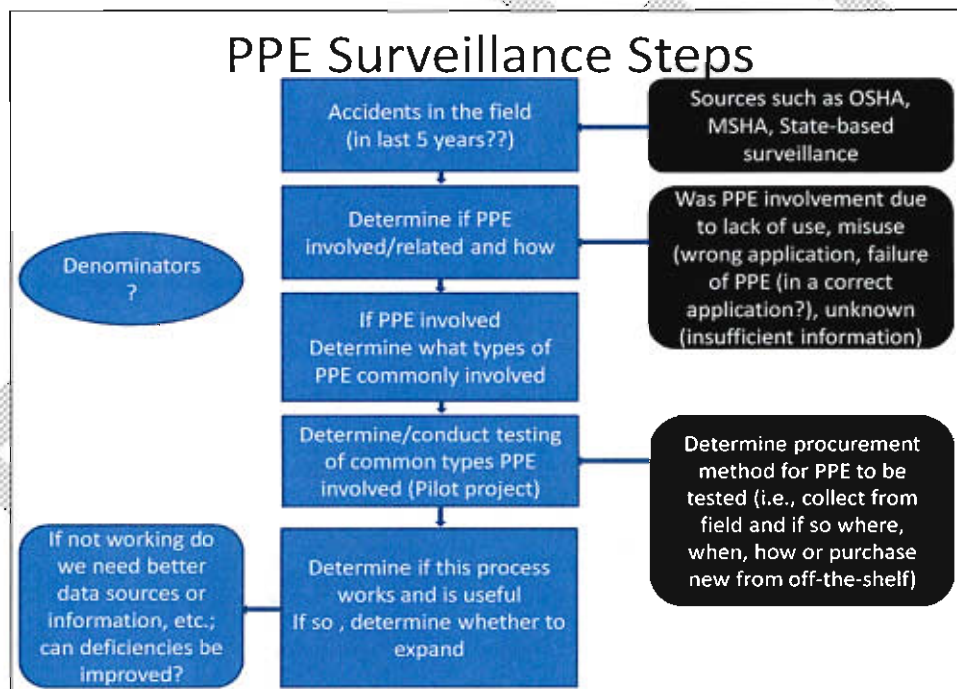 PPE Surveillance Steps
Accidents in the field
(in last 5 years??)
Sources such as OSHA,
MSHA, State-based
surveillance
Determine if PPE
involved/related and how
Was PPE involvement due
to lack of use, misuse
(wrong application, failure
of PPE (in a correct
application?), unknown
(insufficient information)
Denominators
?
If PPE involved
Determine what types of
PPE commonly involved
Determine/conduct testing
of common types PPE
involved (Pilot project)
Determine procurement
method for PPE to be
tested (i.e., collect from
field and if so where,
when, how or purchase
new from off-the-shelf)
If not working do
we need better
data sources or
information, etc.;
can deficiencies be
improved?
Determine if this process
works and is useful
If so , determine whether to
expand